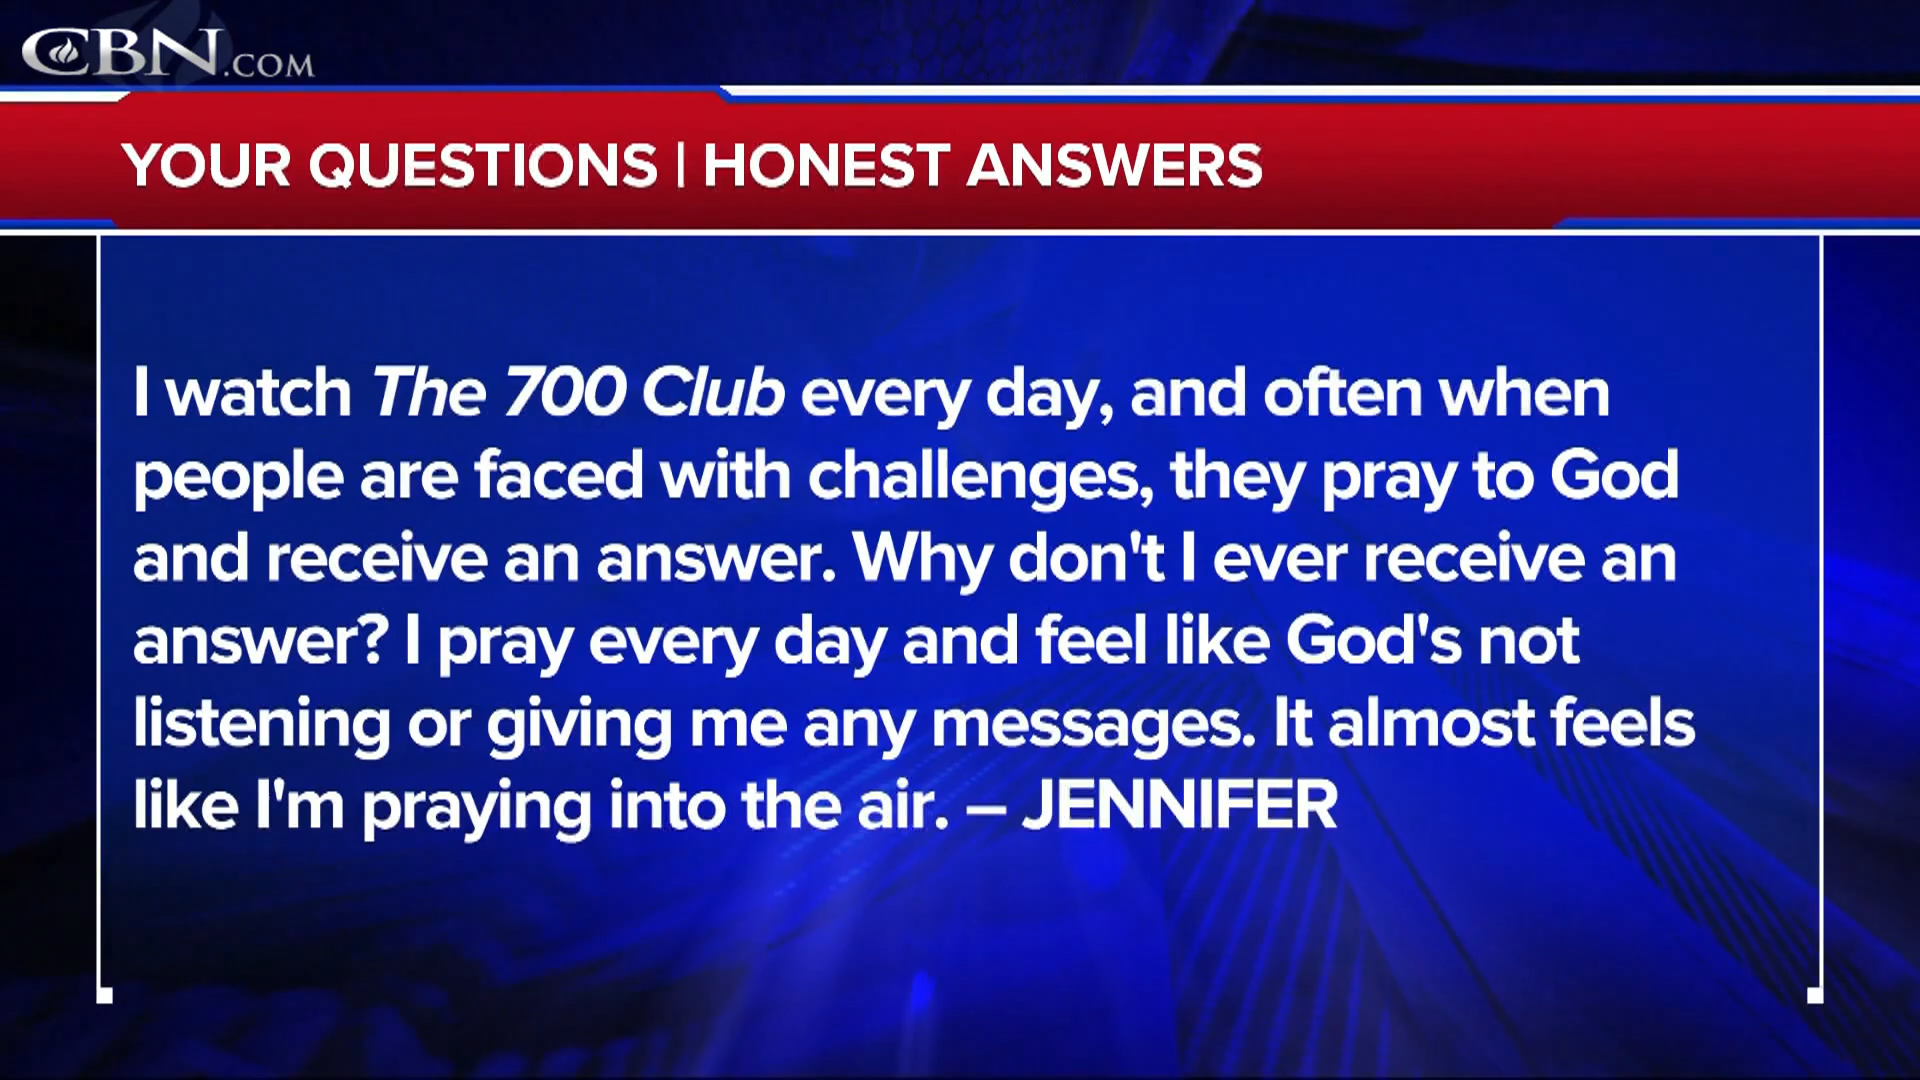 CBN.COM
YOUR QUESTIONS | HONEST ANSWERS
I watch The 700 Club every day, and often when
people are faced with challenges, they pray to God
and receive an answer. Why don't I ever receive an
answer? I pray every day and feel like God's not
listening or giving me any messages. It almost feels
like I'm praying into the air. – JENNIFER